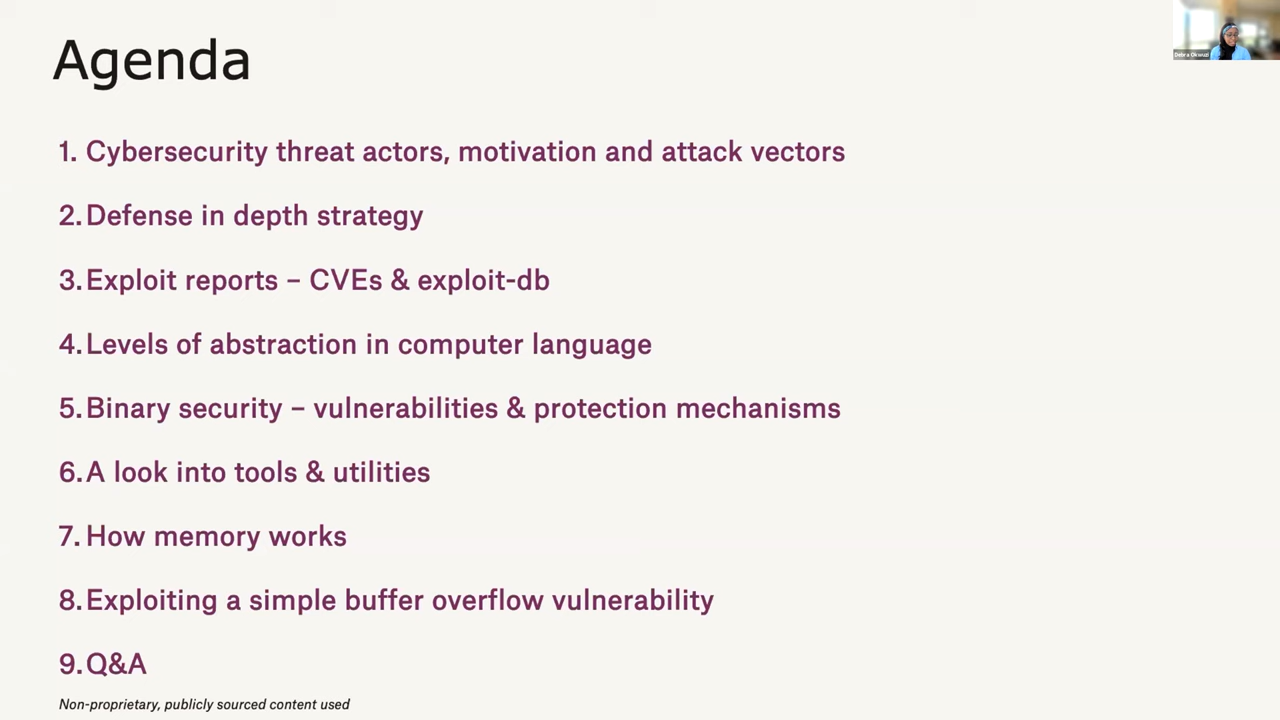 Agenda
1. Cybersecurity threat actors, motivation and attack vectors
2. Defense in depth strategy
3. Exploit reports – CVEs & exploit-db
4. Levels of abstraction in computer language
5. Binary security – vulnerabilities & protection mechanisms
6. A look into tools & utilities
7. How memory works
8. Exploiting a simple buffer overflow vulnerability
9. Q&A
Non-proprietary, publicly sourced content used